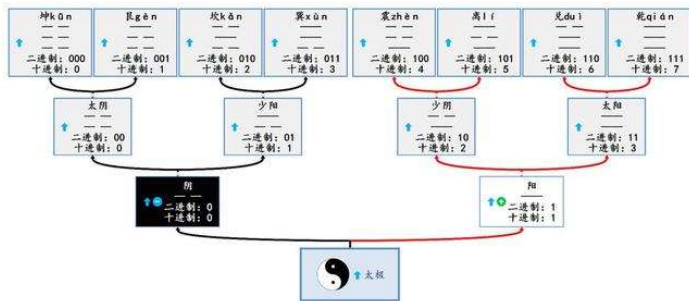 坤kūn 艮gèn 坎kǎn 巽xùn 震zhèn 离lí 兑duì 乾qián
二进制: 000 二进制: 001 二进制: 010 二进制: 011 二进制: 100 二进制: 101 二进制: 110 二进制: 111
十进制: 0 十进制: 1 十进制: 2 十进制: 3 十进制: 4 十进制: 5 十进制: 6 十进制: 7
太阴 少阳 少阴 太阳
二进制: 00 二进制: 01 二进制: 10 二进制: 11
十进制: 0 十进制: 1 十进制: 2 十进制: 3
阴 阳
二进制: 0 二进制: 1
十进制: 0 十进制: 1
太极